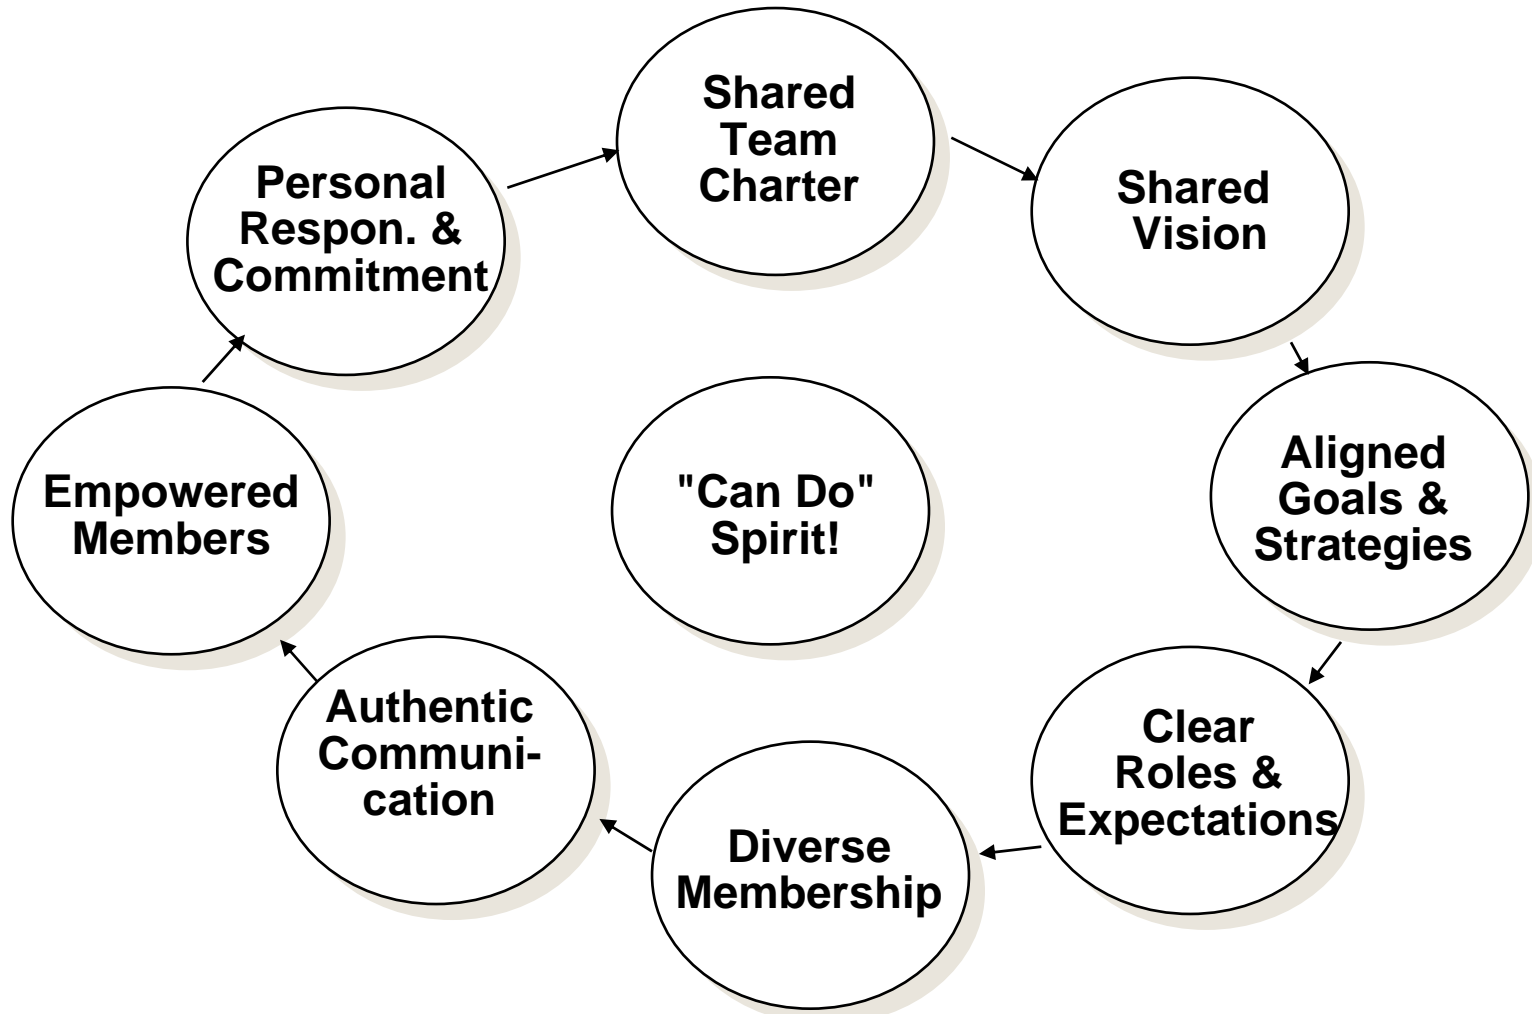 Shared
Team
Charter
Shared
Vision
Aligned
Goals &
Strategies
Clear
Roles &
Expectations
Diverse
Membership
Authentic
Communi-
cation
Empowered
Members
Personal
Respon. &
Commitment
"Can Do"
Spirit!